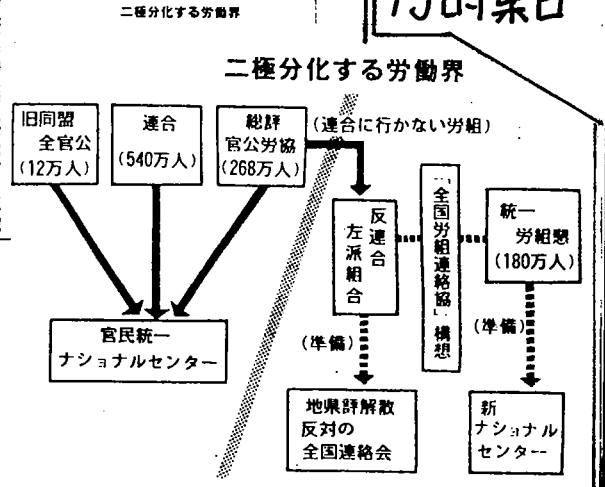 二極分化する労働界
二極分化する労働界
旧同盟
全官公
(12万人)
連合
(540万人)
総評
官公労協
(268万人)
(連合に行かない労組)
官民統一
ナショナルセンター
反連合
左派組合
「全国労組連絡協」構想
統一
労組懇
(180万人)
(準備)
(準備)
地県評解散
反対の
全国連絡会
新
ナショナル
センター